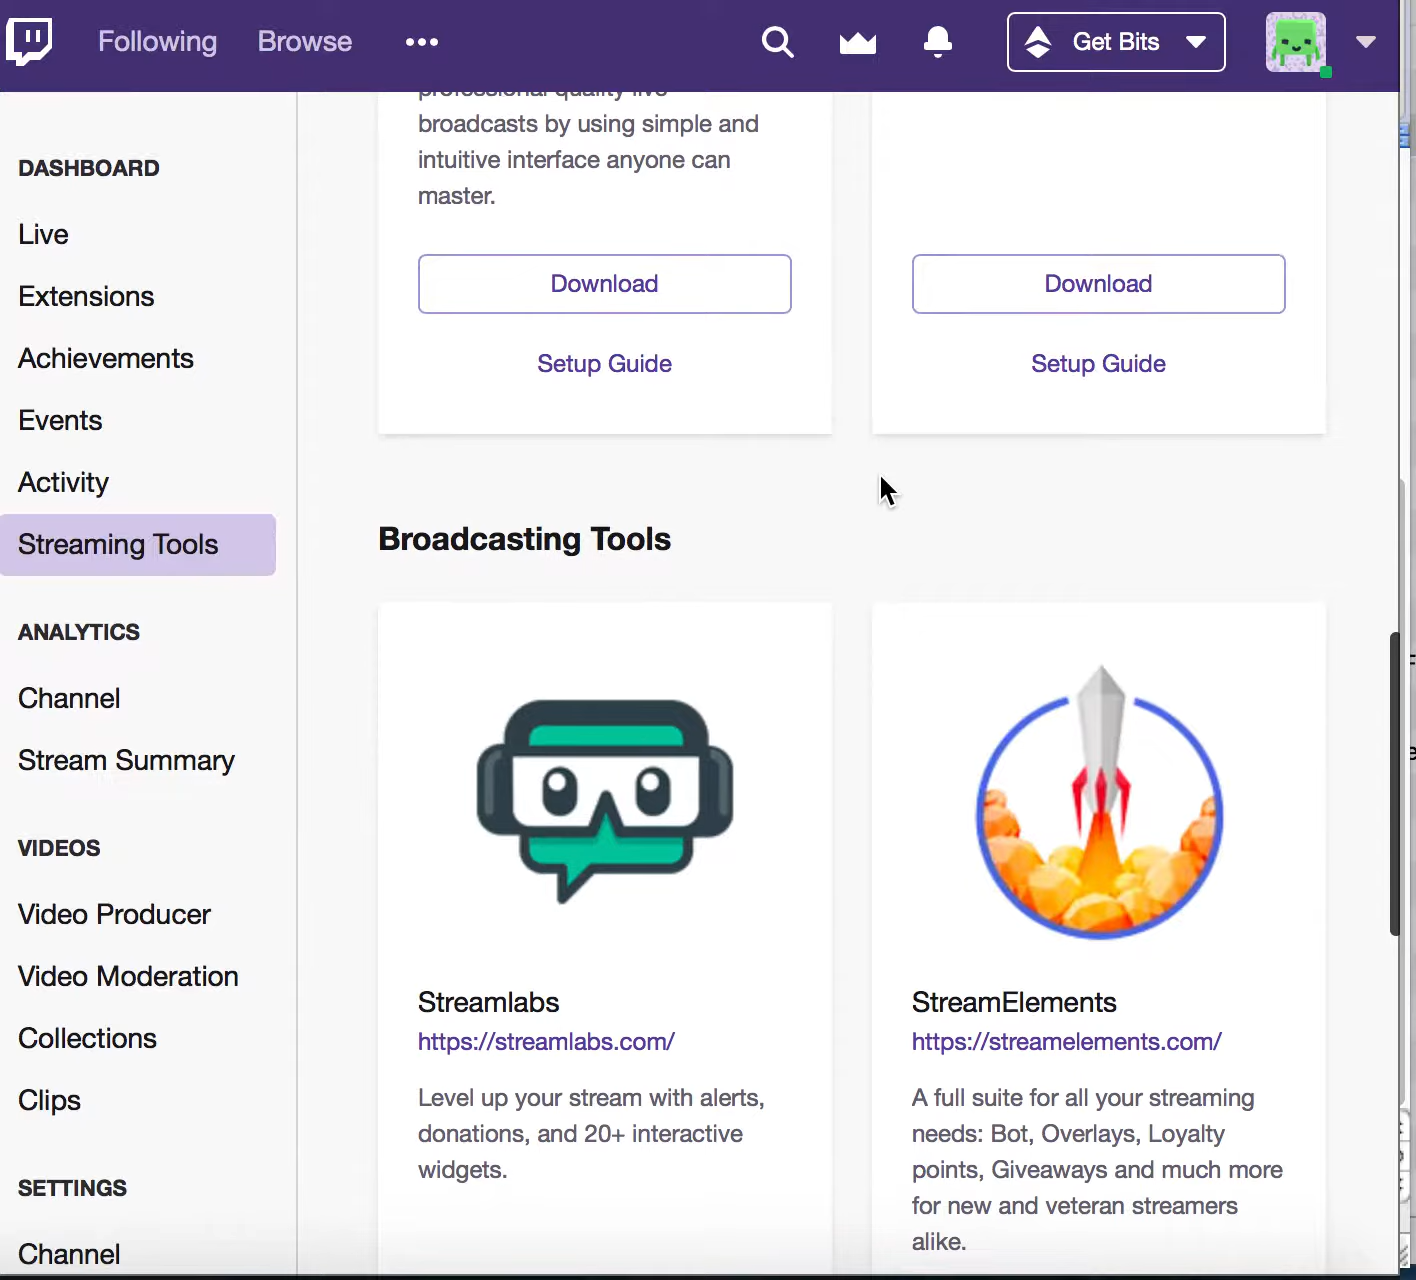 Following
Browse
Get Bits
DASHBOARD
Live
Extensions
Achievements
Events
Activity
Streaming Tools
ANALYTICS
Channel
Stream Summary
VIDEOS
Video Producer
Video Moderation
Collections
Clips
SETTINGS
Channel
professional quality live
broadcasts by using simple and
intuitive interface anyone can
master.
Download
Setup Guide
Download
Setup Guide
Broadcasting Tools
Streamlabs
https://streamlabs.com/
Level up your stream with alerts,
donations, and 20+ interactive
widgets.
StreamElements
https://streamelements.com/
A full suite for all your streaming
needs: Bot, Overlays, Loyalty
points, Giveaways and much more
for new and veteran streamers
alike.